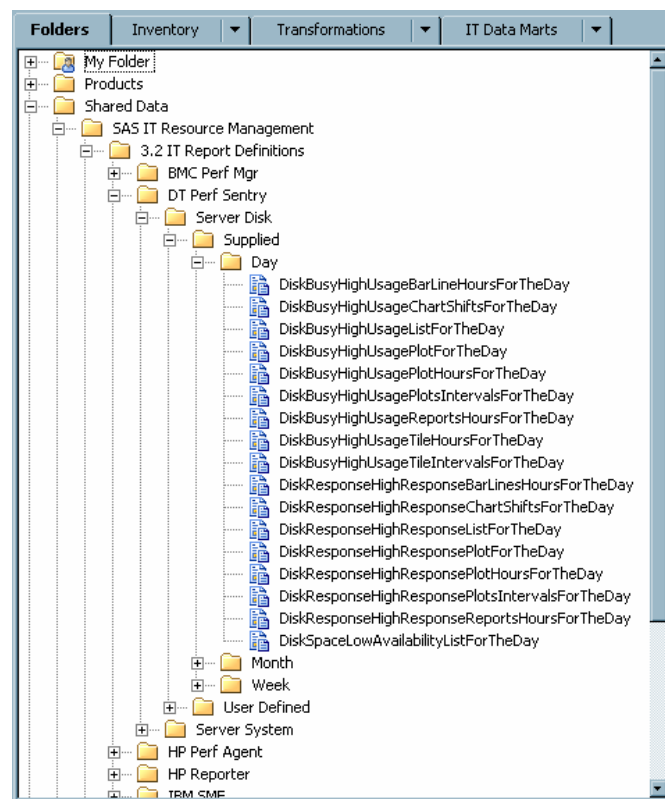 Folders Inventory Transformations IT Data Marts
My Folder
Products
Shared Data
SAS IT Resource Management
3.2 IT Report Definitions
BMC Perf Mgr
DT Perf Sentry
Server Disk
Supplied
Day
DiskBusyHighUsageBarLineHoursForTheDay
DiskBusyHighUsageChartShiftsForTheDay
DiskBusyHighUsageListForTheDay
DiskBusyHighUsagePlotForTheDay
DiskBusyHighUsagePlotHoursForTheDay
DiskBusyHighUsagePlotsIntervalsForTheDay
DiskBusyHighUsageReportsHoursForTheDay
DiskBusyHighUsageTileHoursForTheDay
DiskBusyHighUsageTileIntervalsForTheDay
DiskResponseHighResponseBarLinesHoursForTheDay
DiskResponseHighResponseChartShiftsForTheDay
DiskResponseHighResponseListForTheDay
DiskResponseHighResponsePlotForTheDay
DiskResponseHighResponsePlotHoursForTheDay
DiskResponseHighResponsePlotsIntervalsForTheDay
DiskResponseHighResponseReportsHoursForTheDay
DiskSpaceLowAvailabilityListForTheDay
Month
Week
User Defined
Server System
HP Perf Agent
HP Reporter
IBM SMF